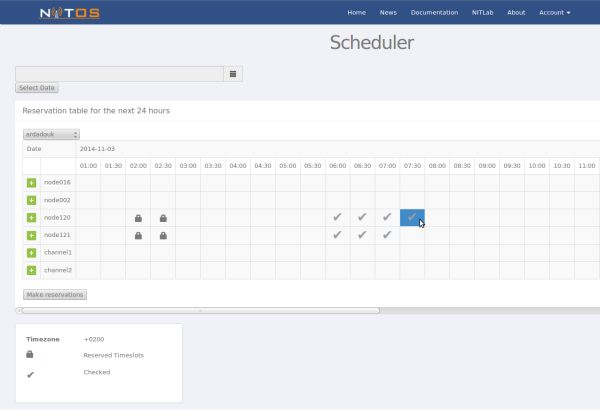 NITOS
Home News Documentation NITLab About Account
Scheduler
Select Date
Reservation table for the next 24 hours
ardadouk
Date 2014-11-03
01:00 01:30 02:00 02:30 03:00 03:30 04:00 04:30 05:00 05:30 06:00 06:30 07:00 07:30 08:00 08:30 09:00 09:30 10:00 10:30 11:00
node016
node002
node120
node121
channel1
channel2
Make reservations
Timezone +0200
Reserved Timeslots
Checked